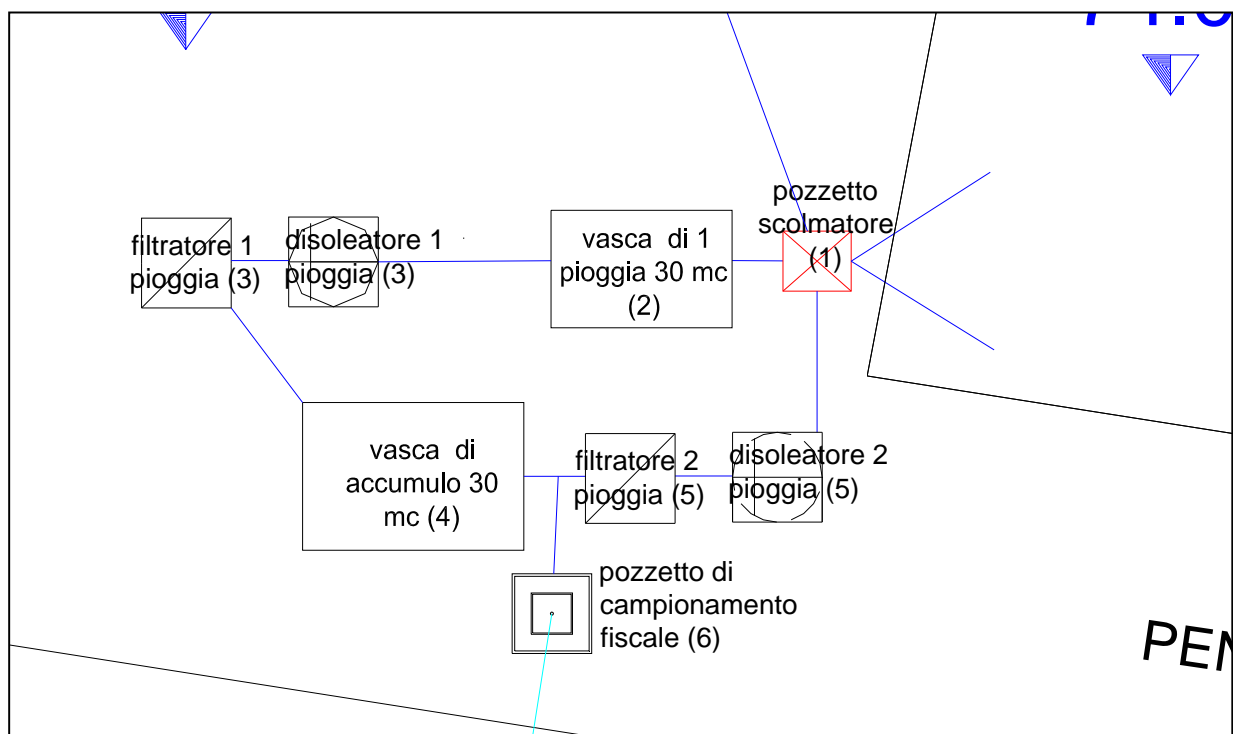 pozzetto
scolmatore
(1)
filtratore 1
pioggia (3)
disoleatore 1
pioggia (3)
vasca di 1
pioggia 30 mc
(2)
vasca di
accumulo 30
mc (4)
filtratore 2
pioggia (5)
disoleatore 2
pioggia (5)
pozzetto di
campionamento
fiscale (6)
PEN